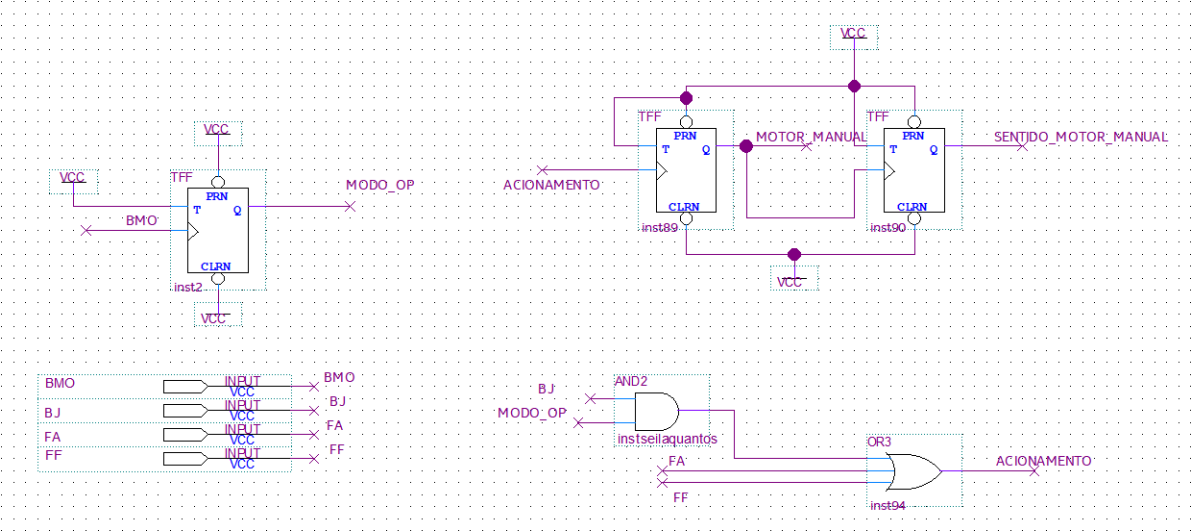 VCC
TFF
PRN
T
Q
CLRN
inst89
ACIONAMENTO
MOTOR_MANUAL
TFF
PRN
T
Q
CLRN
inst90
SENTIDO_MOTOR_MANUAL
VCC
VCC
VCC
TFF
PRN
T
Q
CLRN
inst2
BMO
MODO_OP
VCC
BMO
INPUT
VCC
BMO
BJ
INPUT
VCC
BJ
FA
INPUT
VCC
FA
FF
INPUT
VCC
FF
BJ
MODO_OP
AND2
instseilaquantos
FA
FF
OR3
inst94
ACIONAMENTO